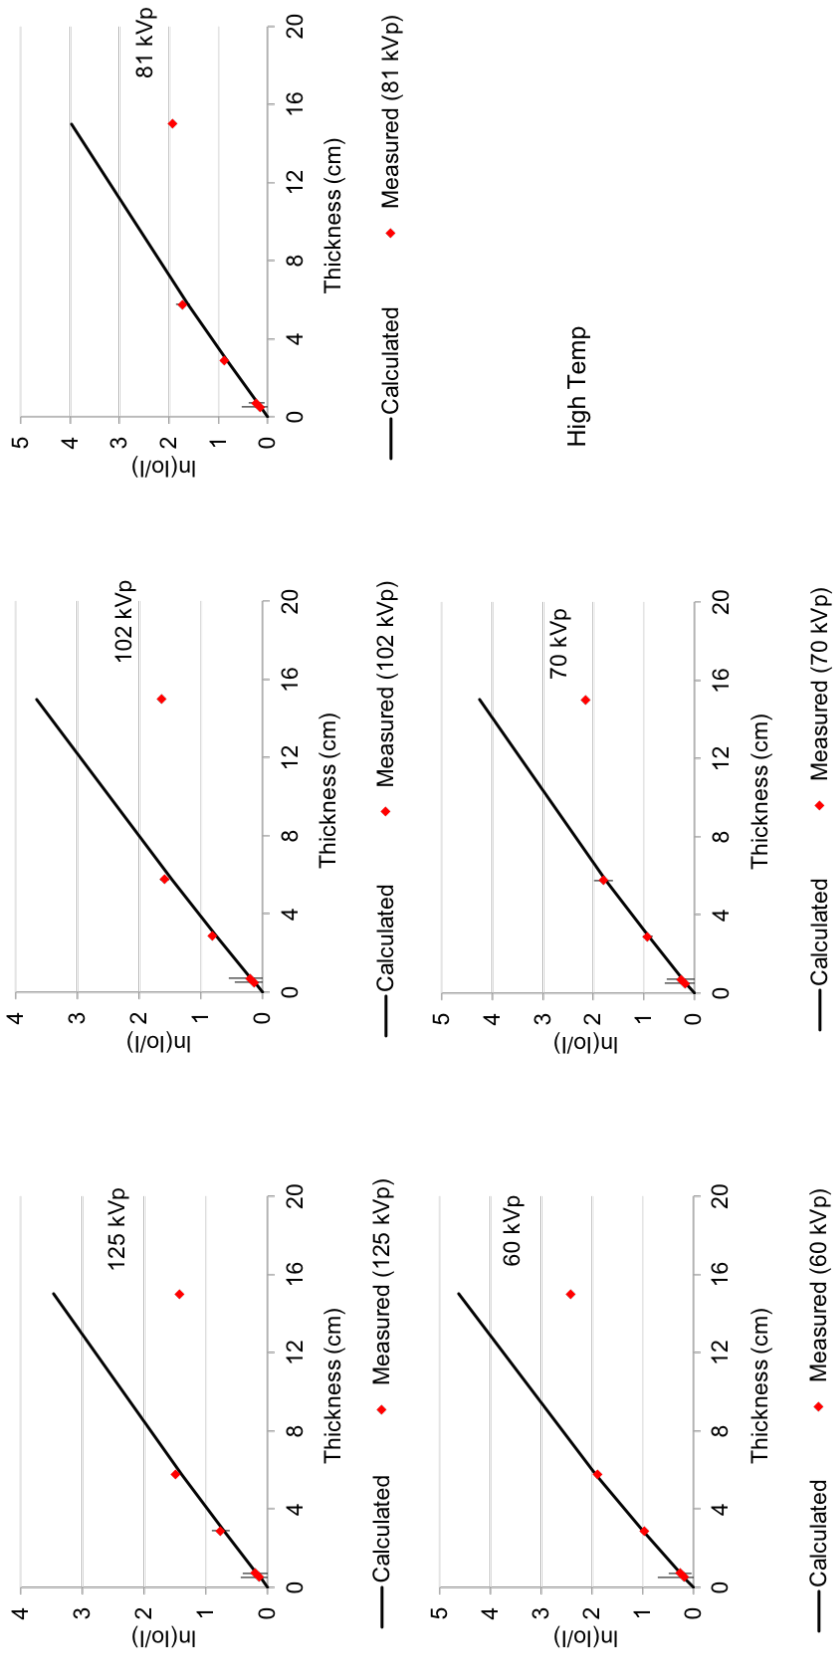 ln(Io/I)
4
3
2
1
0
125 kVp
0 4 8 12 16 20
Thickness (cm)
Calculated Measured (125 kVp)
ln(Io/I)
4
3
2
1
0
102 kVp
0 4 8 12 16 20
Thickness (cm)
Calculated Measured (102 kVp)
ln(Io/I)
5
4
3
2
1
0
81 kVp
0 4 8 12 16 20
Thickness (cm)
Calculated Measured (81 kVp)
ln(Io/I)
5
4
3
2
1
0
60 kVp
0 4 8 12 16 20
Thickness (cm)
Calculated Measured (60 kVp)
ln(Io/I)
5
4
3
2
1
0
70 kVp
0 4 8 12 16 20
Thickness (cm)
Calculated Measured (70 kVp)
High Temp